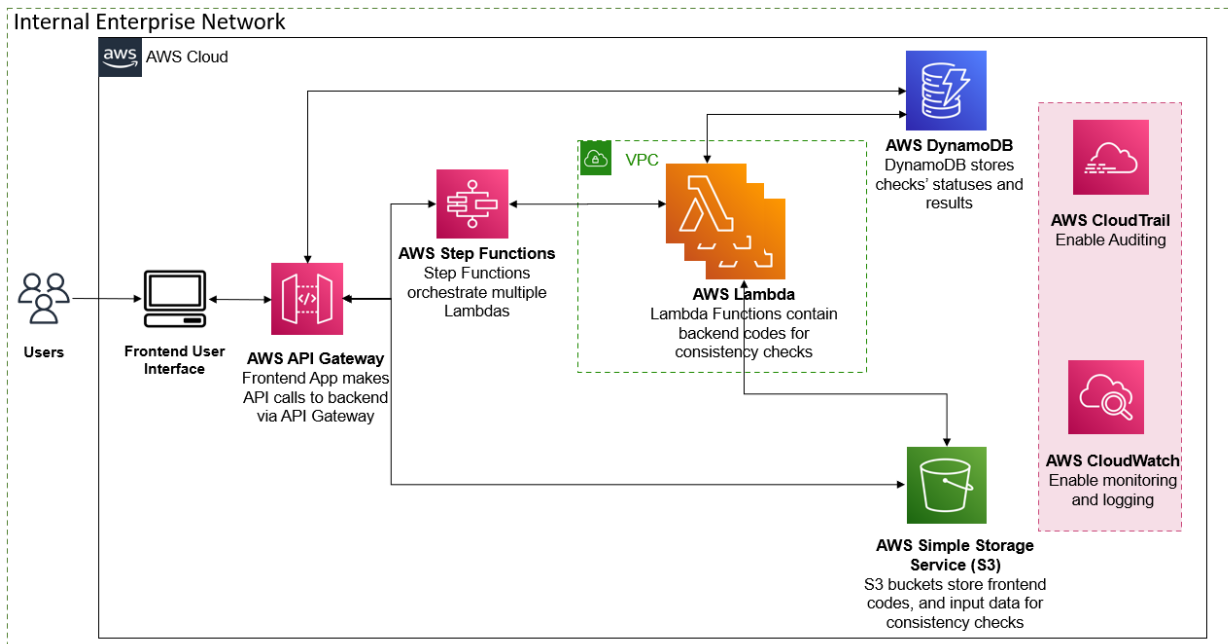 Internal Enterprise Network
aws
AWS Cloud
VPC
AWS DynamoDB
DynamoDB stores
checks' statuses and
results
AWS CloudTrail
Enable Auditing
AWS Step Functions
Step Functions
orchestrate multiple
Lambdas
AWS Lambda
Lambda Functions contain
backend codes for
consistency checks
Users
Frontend User
Interface
</>
AWS API Gateway
Frontend App makes
API calls to backend
via API Gateway
AWS CloudWatch
Enable monitoring
and logging
AWS Simple Storage
Service (S3)
S3 buckets store frontend
codes, and input data for
consistency checks